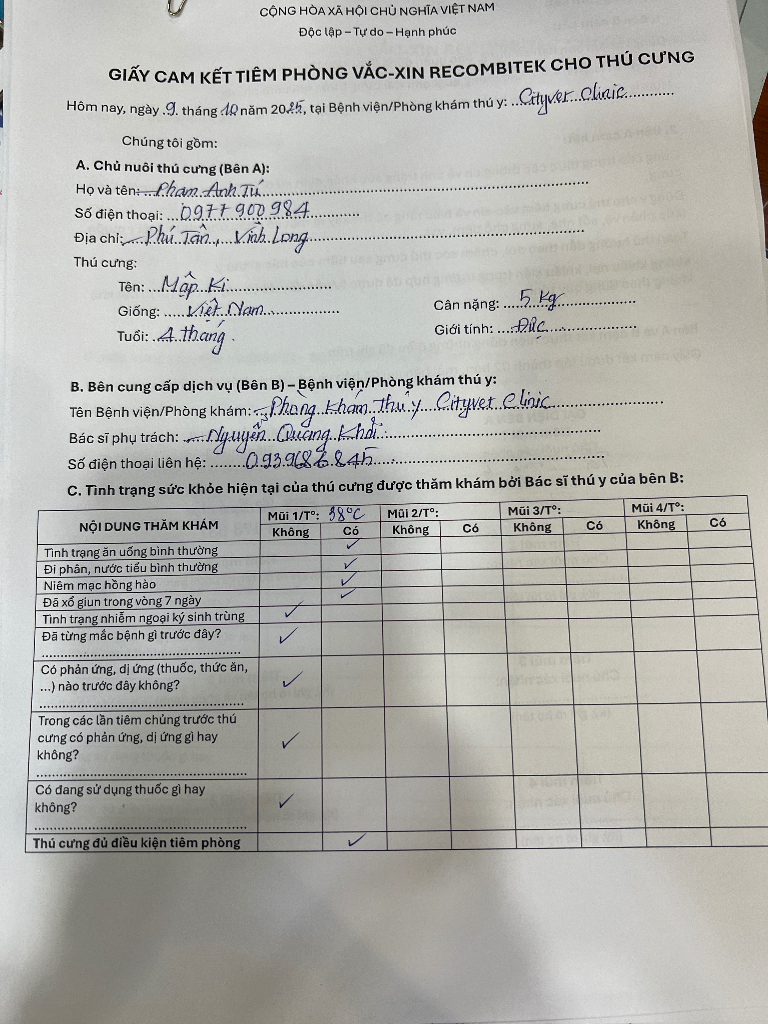 CỘNG HÒA XÃ HỘI CHỦ NGHĨA VIỆT NAM
Độc lập – Tự do – Hạnh phúc
GIẤY CAM KẾT TIÊM PHÒNG VẮC-XIN RECOMBITEK CHO THÚ CƯNG
Hôm nay, ngày .9. tháng .10 năm 2025, tại Bệnh viện/Phòng khám thú y: ...Cityvet Clinic............
Chúng tôi gồm:
A. Chủ nuôi thú cưng (Bên A):
Họ và tên: ...Phạm Anh Tú...
Số điện thoại: ...0977900984...
Địa chỉ: ...Phú Tân, Vĩnh Long...
Thú cưng:
Tên: ...Mập Ki...
Giống: ...Việt Nam... Cân nặng: ...5 kg...
Tuổi: ..4 tháng. Giới tính: ...Đực...
B. Bên cung cấp dịch vụ (Bên B) – Bệnh viện/Phòng khám thú y:
Tên Bệnh viện/Phòng khám: ...Phòng Khám Thú y Cityvet Clinic...
Bác sĩ phụ trách: ...Nguyễn Quang Khải...
Số điện thoại liên hệ: ...
C. Tình trạng sức khỏe hiện tại của thú cưng được thăm khám bởi Bác sĩ thú y của bên B:
NỘI DUNG THĂM KHÁM Mũi 1/T°: 38°C Mũi 2/T°: Mũi 3/T°: Mũi 4/T°:
Không Có Không Có Không Có Không Có
Tình trạng ăn uống bình thường ✓
Đi phân, nước tiểu bình thường ✓
Niêm mạc hồng hào ✓
Đã xổ giun trong vòng 7 ngày ✓
Tình trạng nhiễm ngoại ký sinh trùng ✓
Đã từng mắc bệnh gì trước đây? ✓
Có phản ứng, dị ứng (thuốc, thức ăn,
...) nào trước đây không? ✓
Trong các lần tiêm chủng trước thú
cưng có phản ứng, dị ứng gì hay ✓
không?
Có đang sử dụng thuốc gì hay ✓
không?
Thú cưng đủ điều kiện tiêm phòng ✓